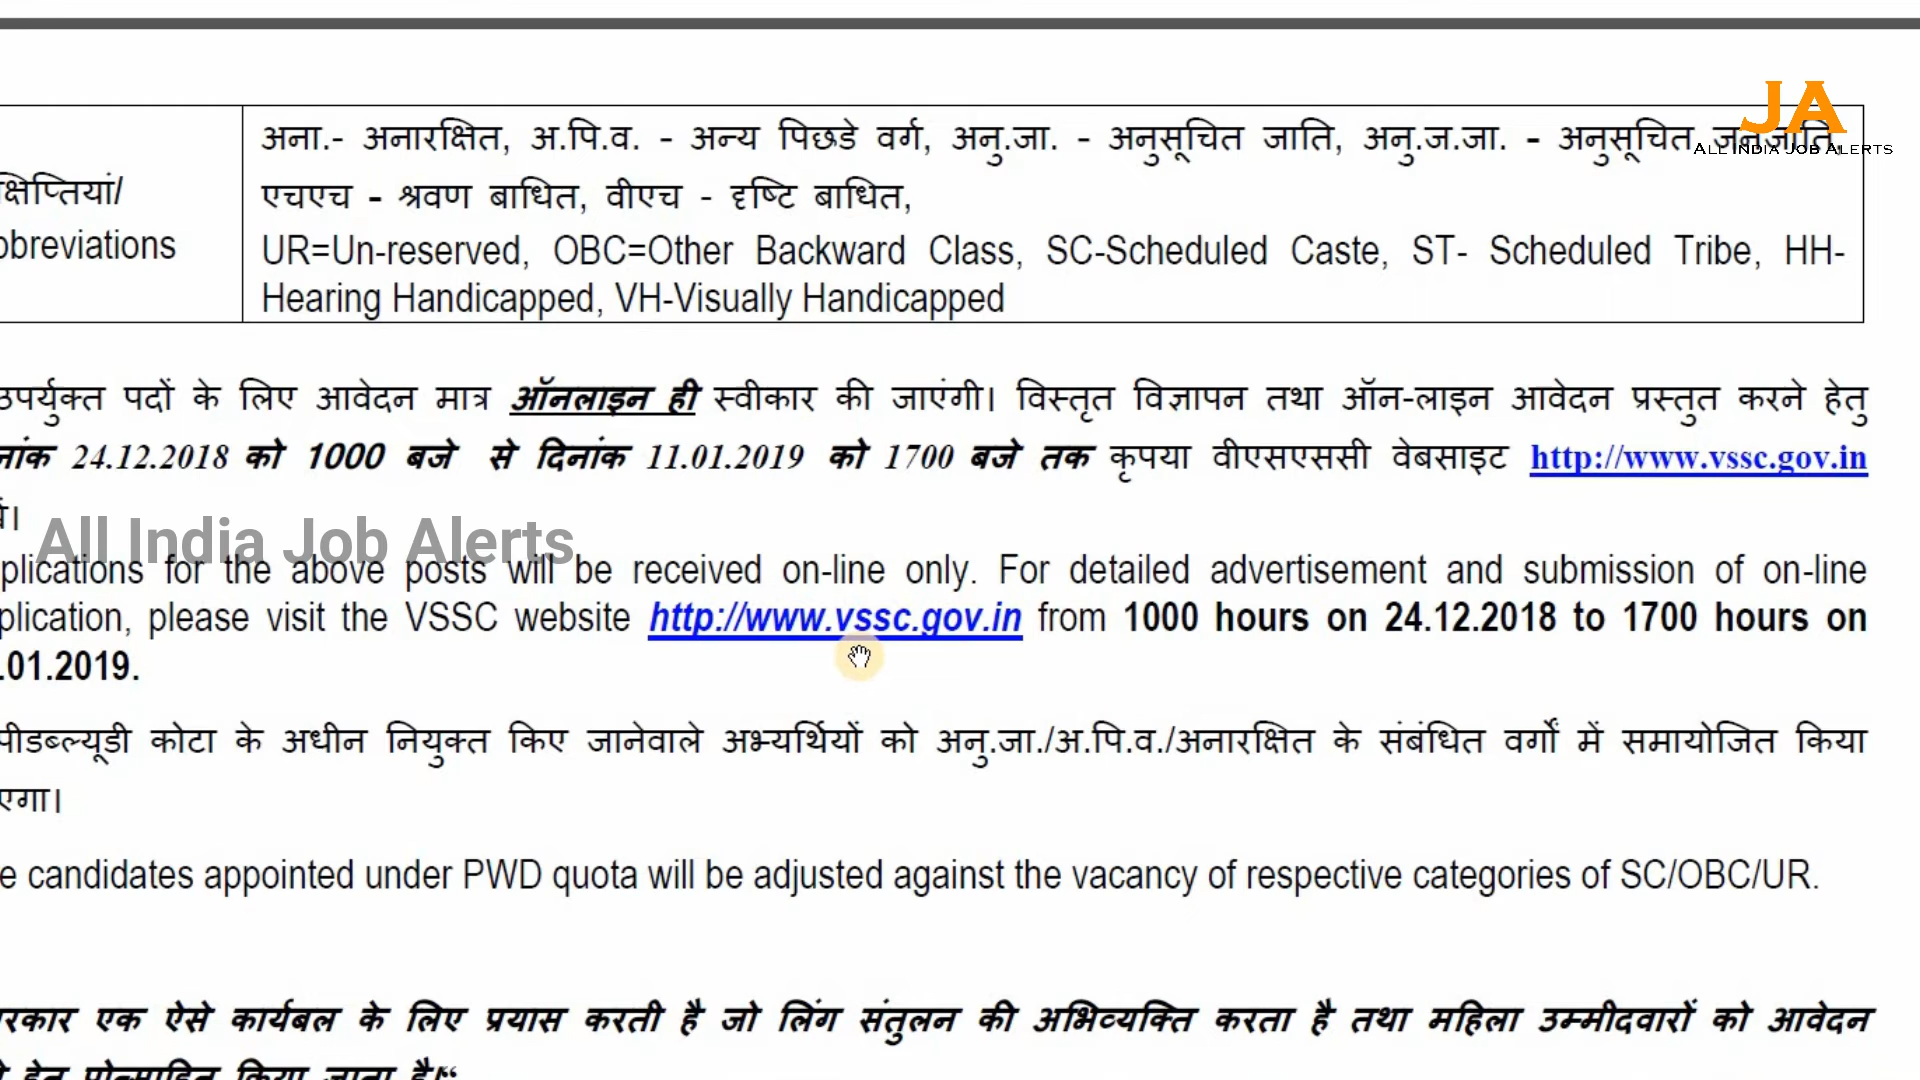 JA
ALL INDIA JOB ALERTS
अना.- अनारक्षित, अ.पि.व. - अन्य पिछडे वर्ग, अनु.जा. - अनुसूचित जाति, अनु.ज.जा. - अनुसूचित जनजाति,
क्षिप्तियां/
एचएच - श्रवण बाधित, वीएच - दृष्टि बाधित,
bbreviations
UR=Un-reserved, OBC=Other Backward Class, SC-Scheduled Caste, ST- Scheduled Tribe, HH-
Hearing Handicapped, VH-Visually Handicapped
उपर्युक्त पदों के लिए आवेदन मात्र ऑनलाइन ही स्वीकार की जाएंगी। विस्तृत विज्ञापन तथा ऑन-लाइन आवेदन प्रस्तुत करने हेतु
नांक 24.12.2018 को 1000 बजे से दिनांक 11.01.2019 को 1700 बजे तक कृपया वीएसएससी वेबसाइट http://www.vssc.gov.in
All India Job Alerts
plications for the above posts will be received on-line only. For detailed advertisement and submission of on-line
plication, please visit the VSSC website http://www.vssc.gov.in from 1000 hours on 24.12.2018 to 1700 hours on
.01.2019.
पीडब्ल्यूडी कोटा के अधीन नियुक्त किए जानेवाले अभ्यर्थियों को अनु.जा./अ.पि.व./अनारक्षित के संबंधित वर्गों में समायोजित किया
एगा।
e candidates appointed under PWD quota will be adjusted against the vacancy of respective categories of SC/OBC/UR.
रकार एक ऐसे कार्यबल के लिए प्रयास करती है जो लिंग संतुलन की अभिव्यक्ति करता है तथा महिला उम्मीदवारों को आवेदन
हेतु प्रोत्साहित किया जाता है।“